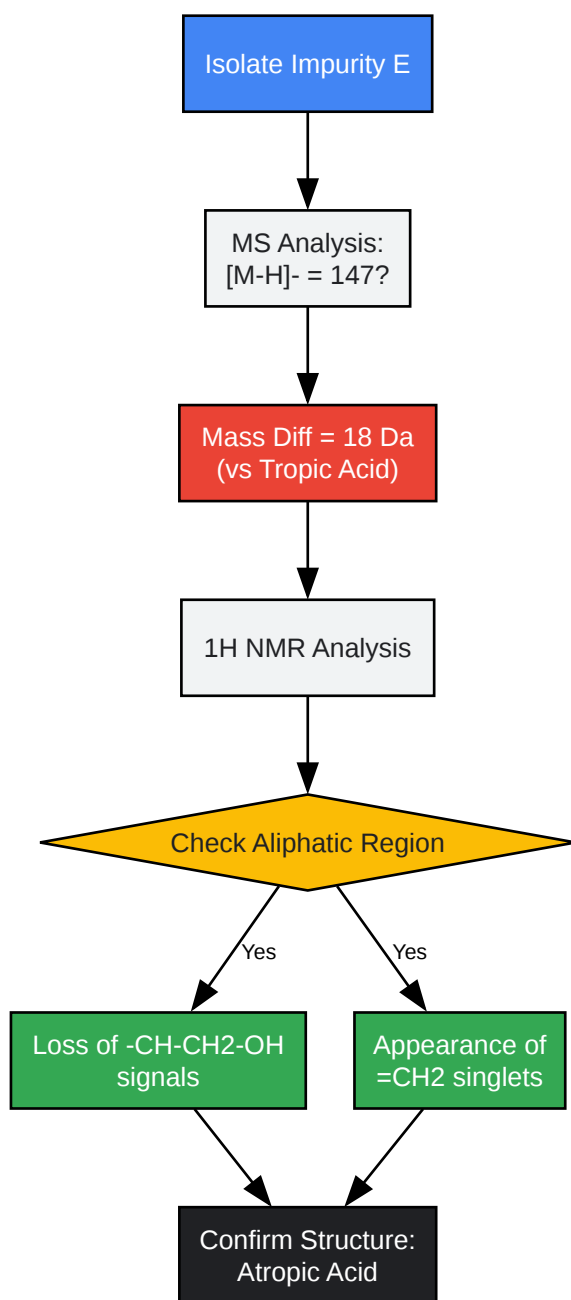 Isolate Impurity E
MS Analysis:
[M-H]- = 147?
Mass Diff = 18 Da
(vs Tropic Acid)
1H NMR Analysis
Check Aliphatic Region
Yes
Yes
Loss of -CH-CH2-OH
signals
Appearance of
=CH2 singlets
Confirm Structure:
Atropic Acid